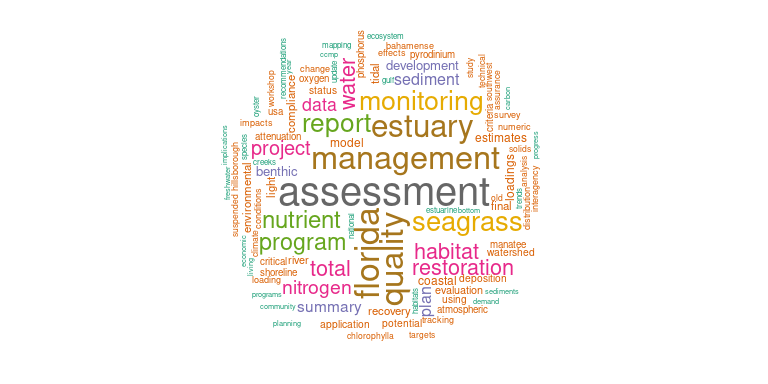 ecosystem
mapping
bahamense
ccmp
effects
pyrodinium
phosphorus
recommendations
year
change
update
tidal
development
study
technical
southwest
workshop
oxygen
gulf
sediment
assurance
status
water
carbon
oyster
usa
compliance
data
monitoring
criteria
survey
impacts
report
estuary
numeric
attenuation
model
estimates
progress
implications
species
project
management
solids
hillsborough
creeks
benthic
loadings
analysis
interagency
freshwater
environmental
light
assessment
old
trends
final
distribution
suspended
conditions
nutrient
national
florida
quality
estuarine
bottom
seagrass
climate
program
manatee
economic
living
critical
river
total
habitat
watershed
shoreline
restoration
loading
nitrogen
coastal
deposition
programs
habitats
plan
evaluation
sediments
community
summary
using
demand
recovery
atmospheric
planning
application
potential
tracking
chlorophylla
targets